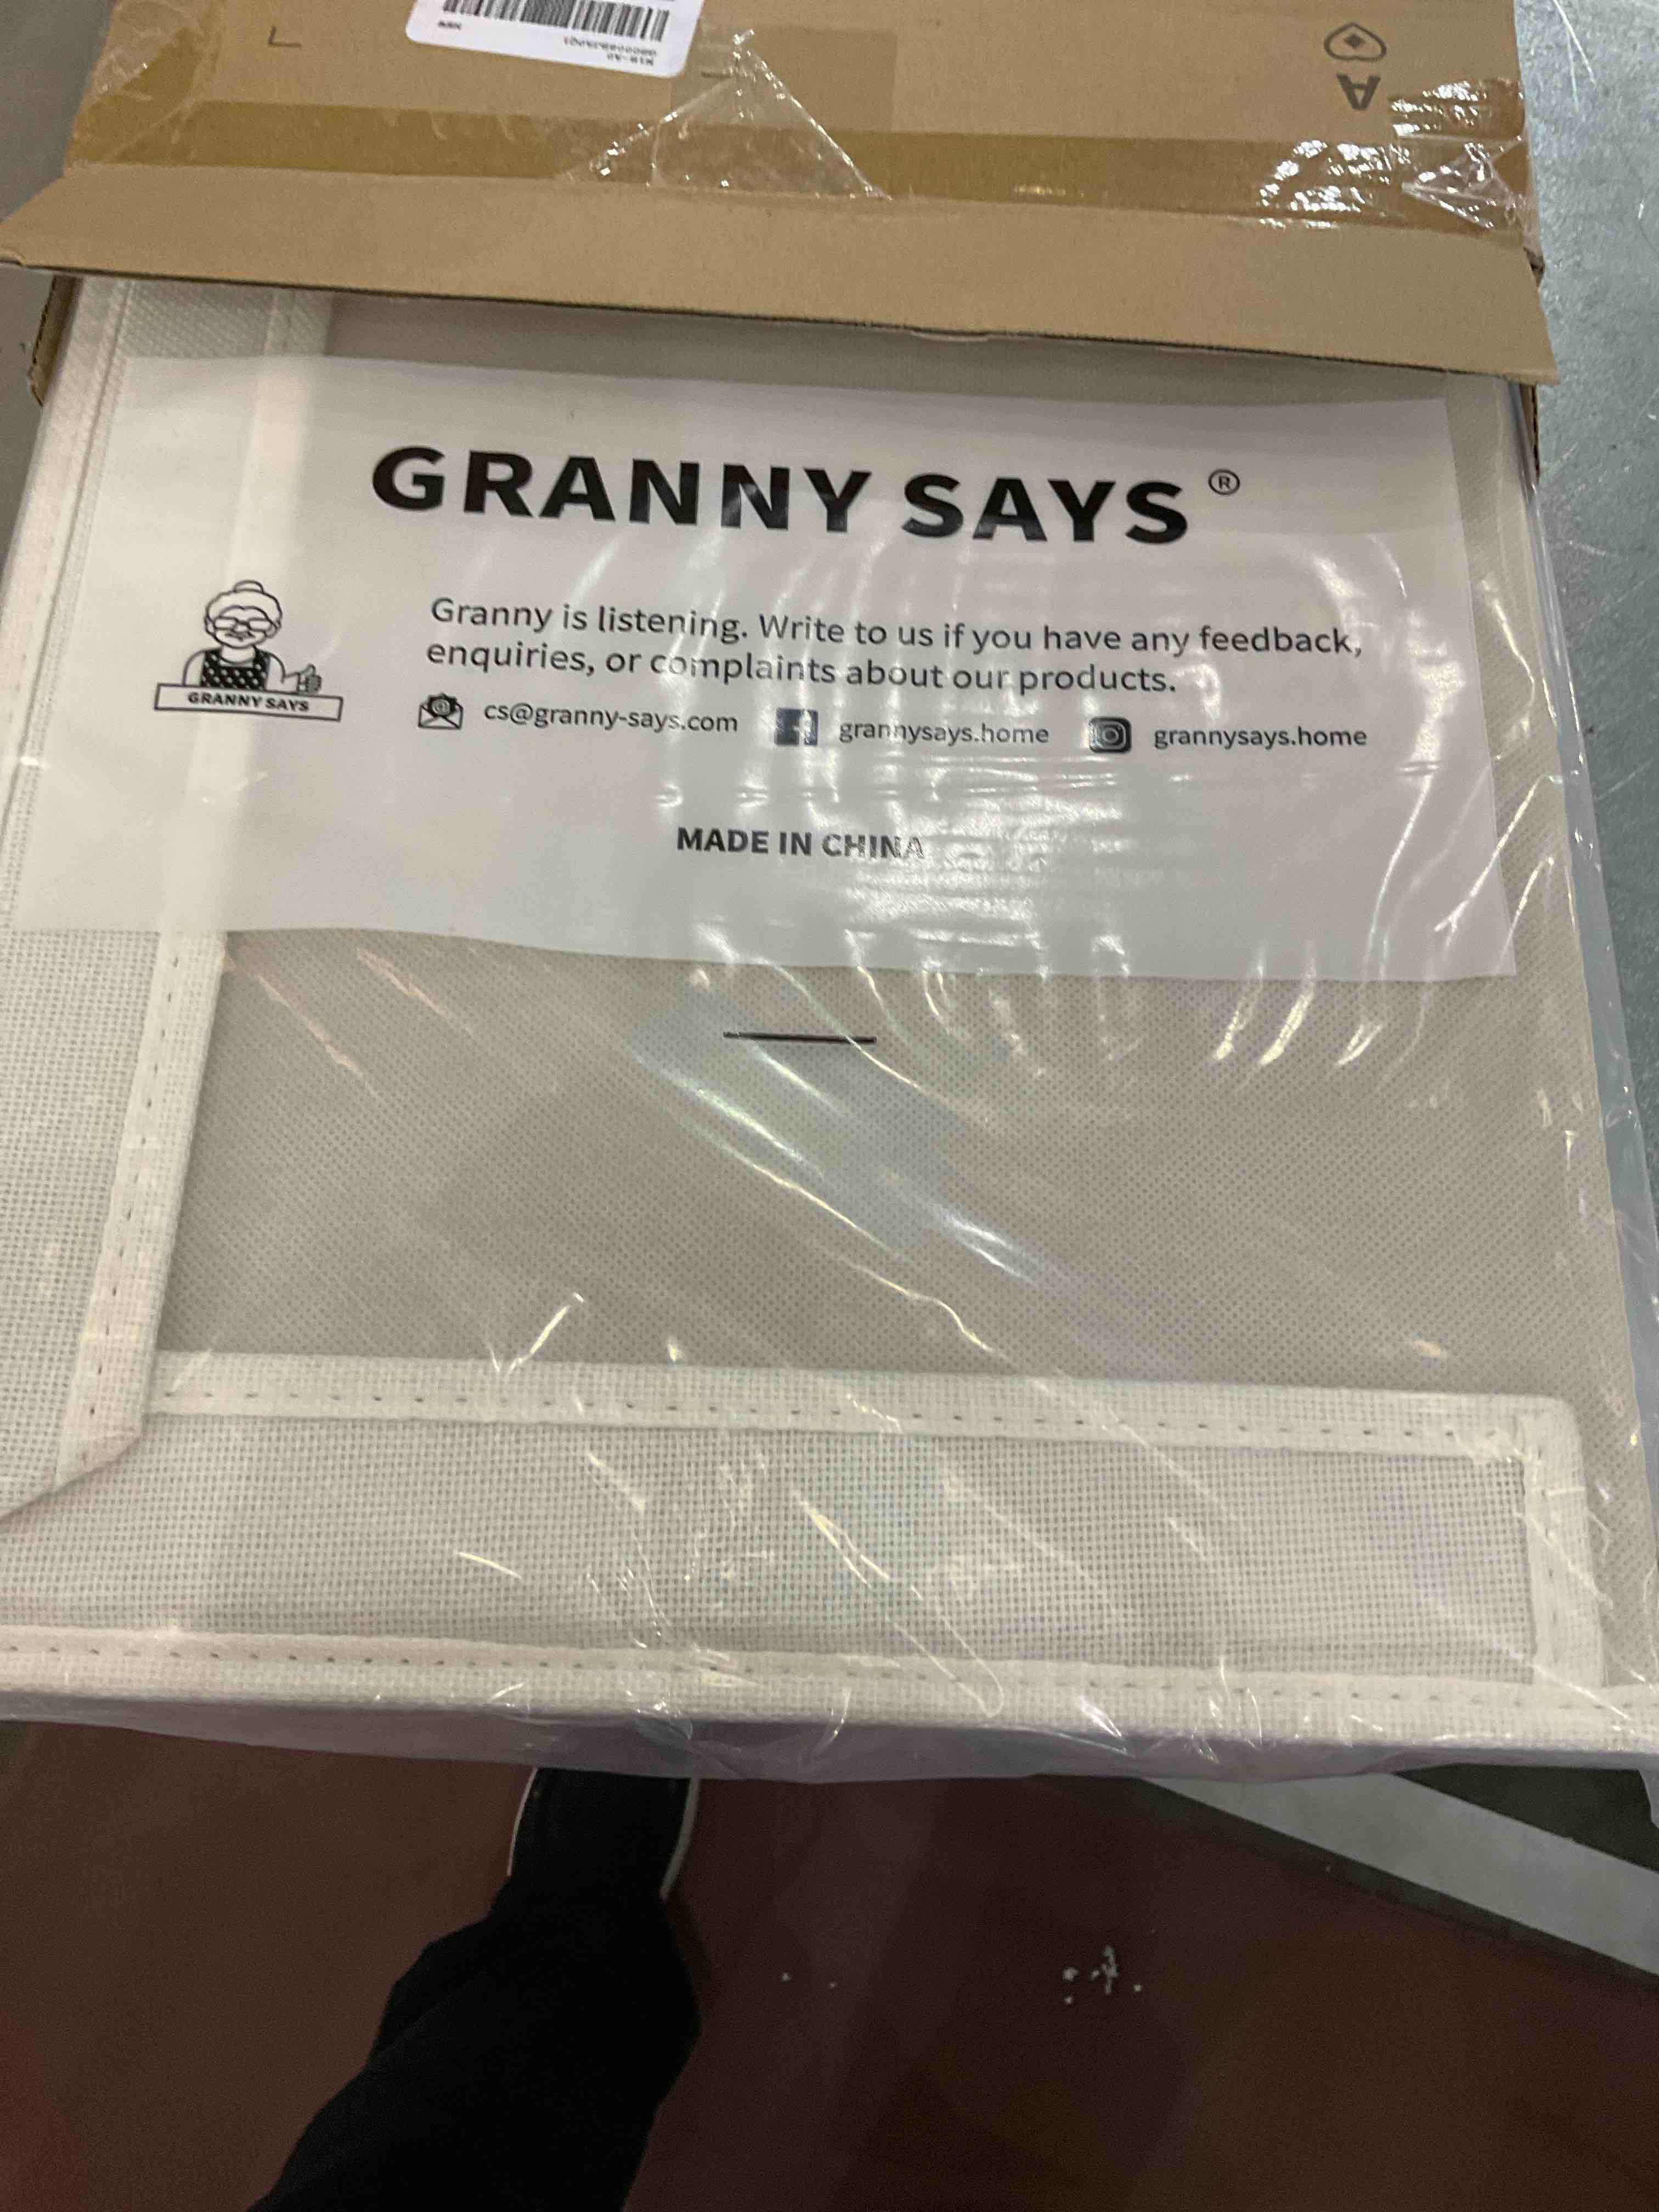 GRANNY SAYS ®
Granny is listening. Write to us if you have any feedback,
enquiries, or complaints about our products.
GRANNY SAYS
cs@granny-says.com grannysays.home grannysays.home
MADE IN CHINA